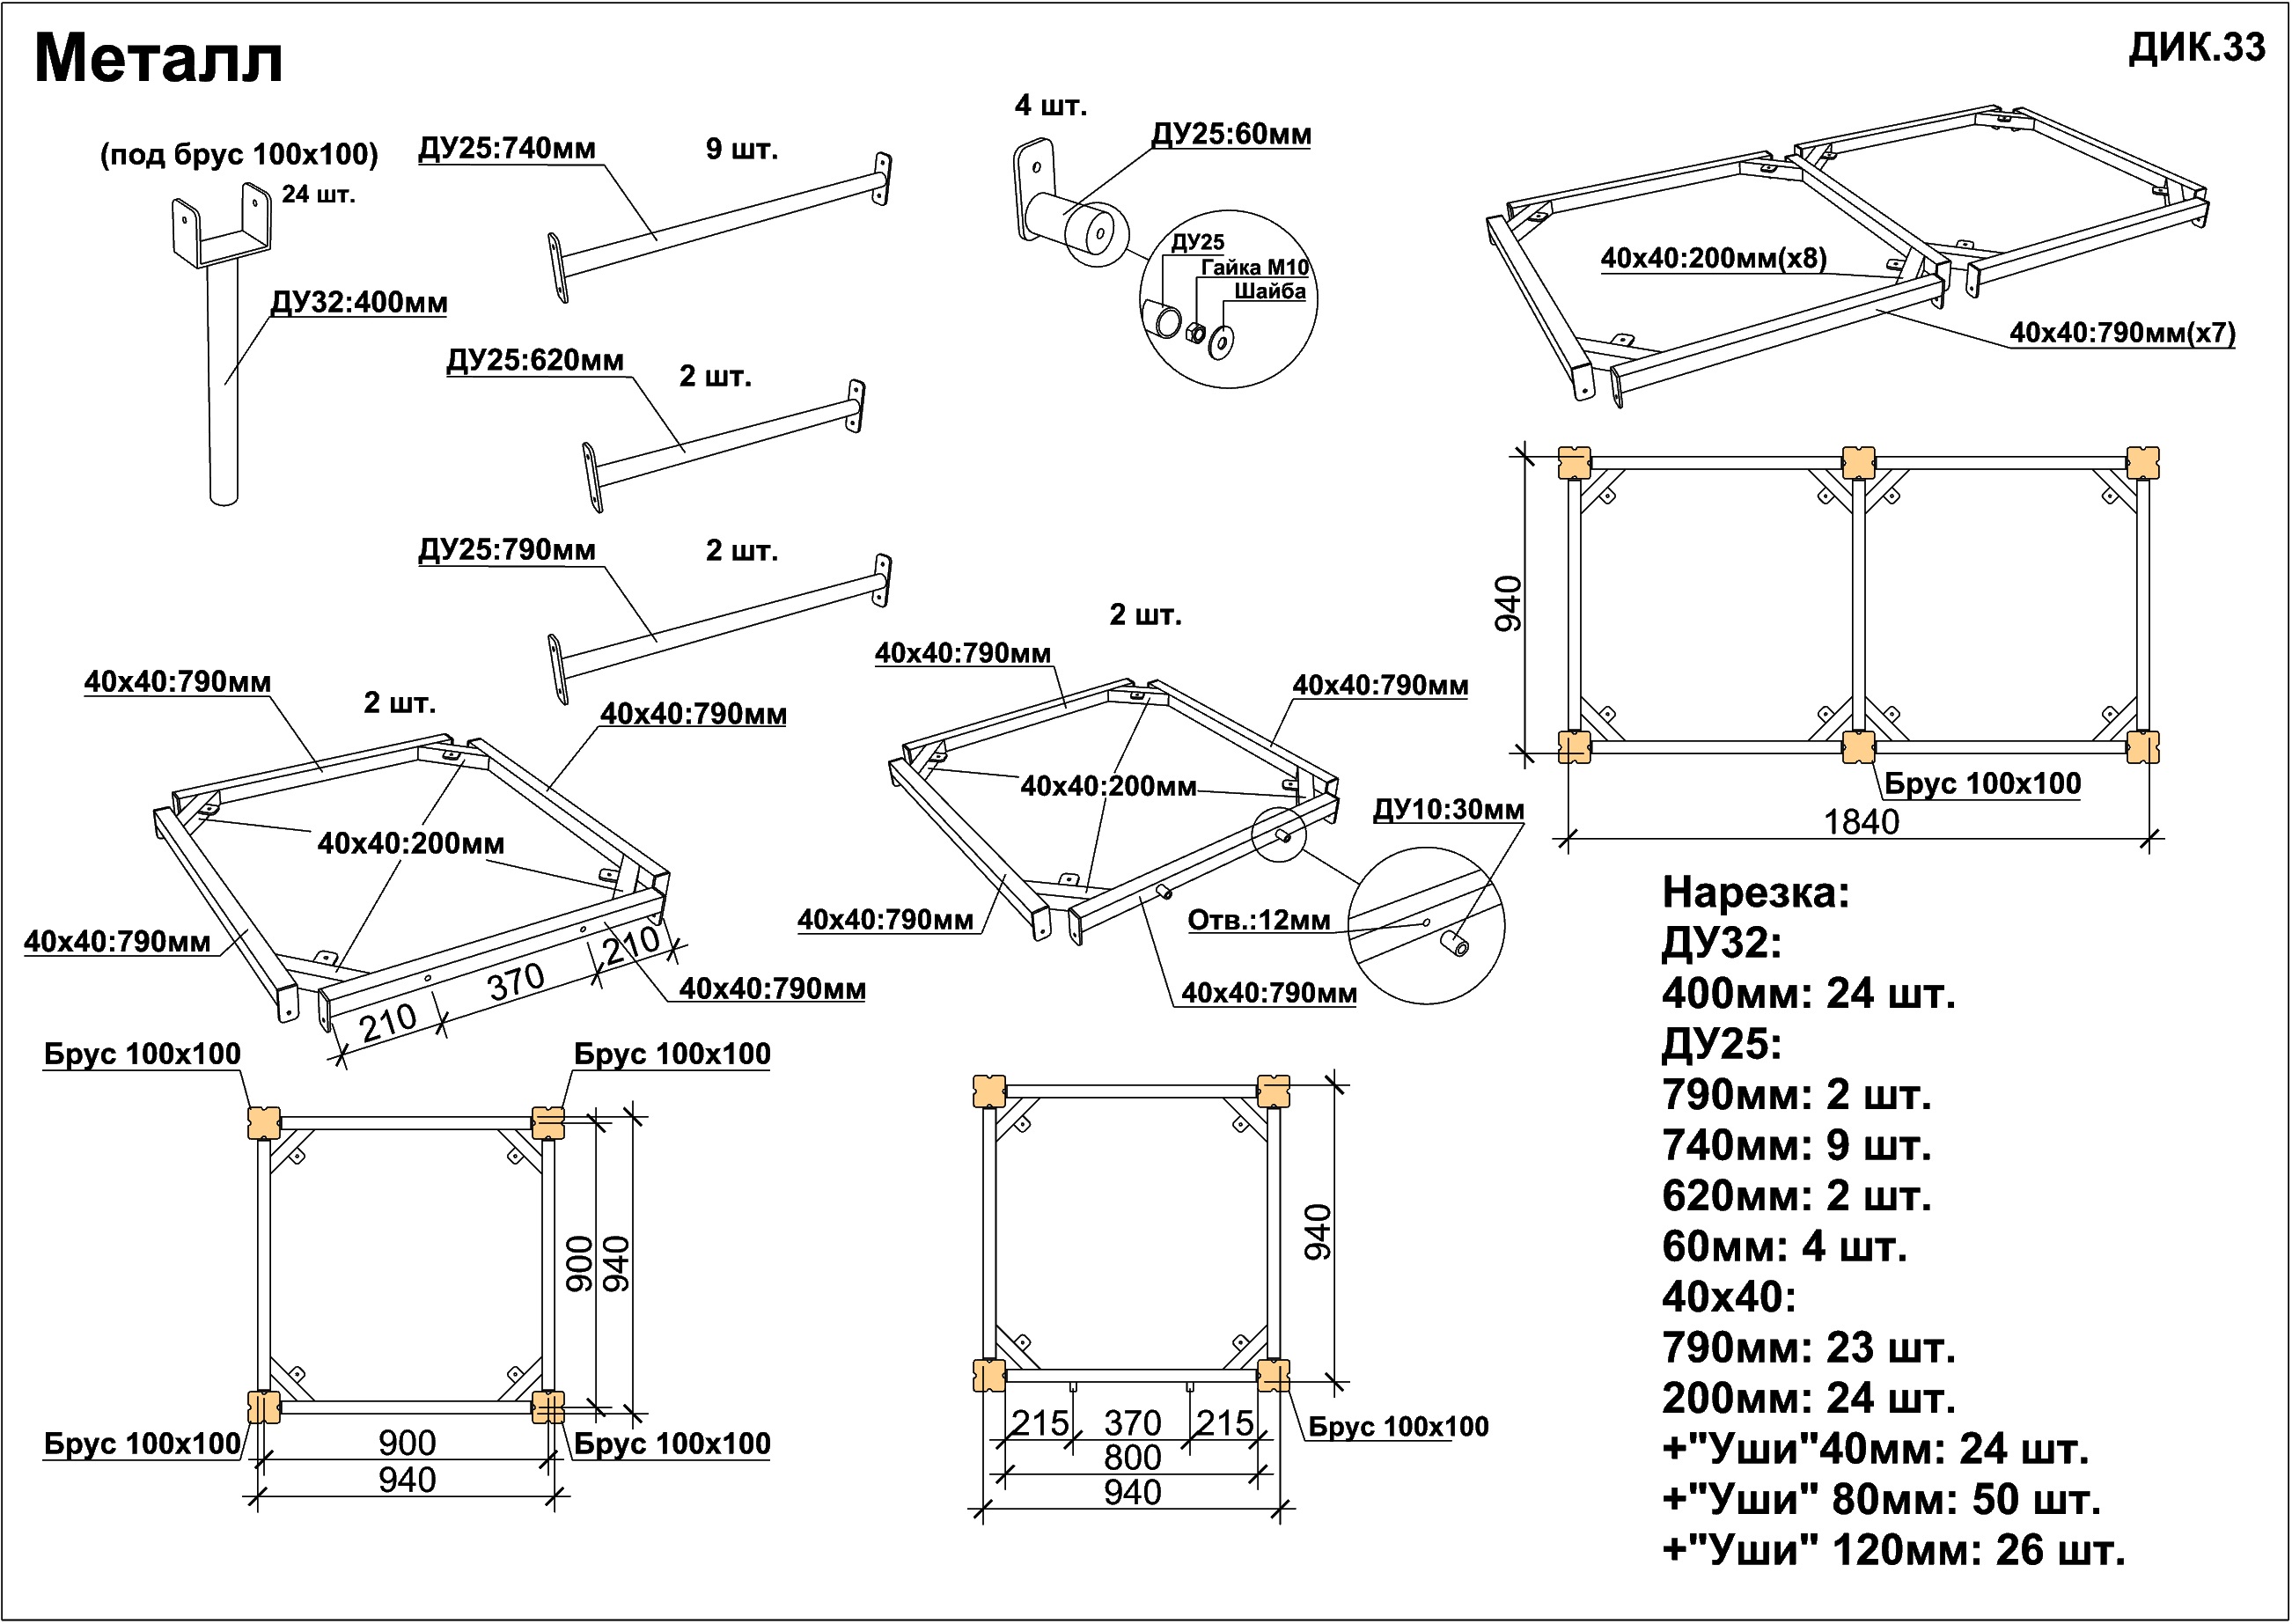 Металл
ДИК.33
(под брус 100х100)
24 шт.
ДУ32:400мм
ДУ25:740мм
9 шт.
ДУ25:620мм
2 шт.
ДУ25:790мм
2 шт.
4 шт.
ДУ25:60мм
ДУ25
Гайка М10
Шайба
40х40:200мм(х8)
40х40:790мм(х7)
940
Брус 100х100
1840
2 шт.
40х40:790мм
40х40:790мм
40х40:200мм
40х40:790мм
40х40:790мм
210
370
210
2 шт.
40х40:790мм
40х40:790мм
40х40:200мм
ДУ10:30мм
Отв.:12мм
40х40:790мм
40х40:790мм
Брус 100х100
Брус 100х100
900
940
Брус 100х100
Брус 100х100
900
940
940
215
370
215
800
940
Брус 100х100
Нарезка:
ДУ32:
400мм: 24 шт.
ДУ25:
790мм: 2 шт.
740мм: 9 шт.
620мм: 2 шт.
60мм: 4 шт.
40х40:
790мм: 23 шт.
200мм: 24 шт.
+"Уши"40мм: 24 шт.
+"Уши" 80мм: 50 шт.
+"Уши" 120мм: 26 шт.